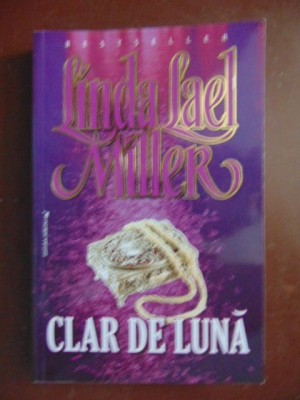 BESTSELLER
Linda Lael
Miller
CLAR DE LUNĂ